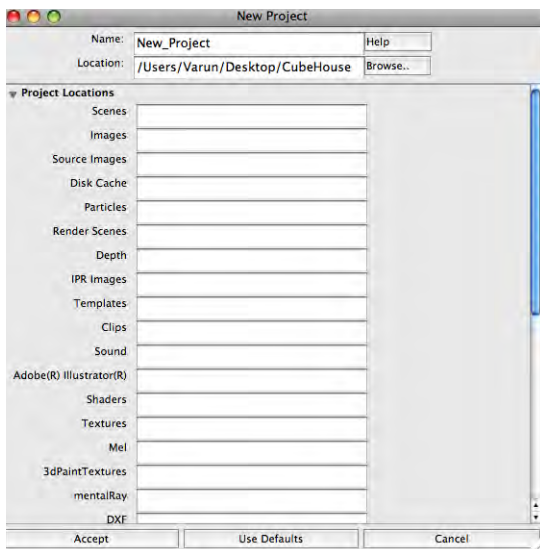 New Project
Name: New_Project Help
Location: /Users/Varun/Desktop/CubeHouse Browse..
Project Locations
Scenes
Images
Source Images
Disk Cache
Particles
Render Scenes
Depth
IPR Images
Templates
Clips
Sound
Adobe(R) Illustrator(R)
Shaders
Textures
Mel
3dPaintTextures
mentalRay
DXF
Accept Use Defaults Cancel